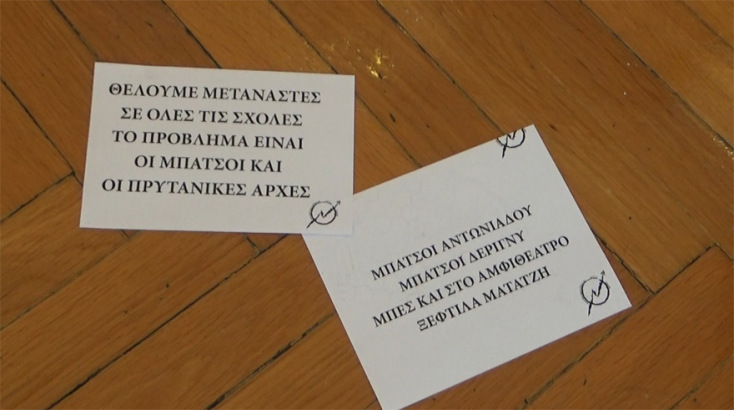 ΘΕΛΟΥΜΕ ΜΕΤΑΝΑΣΤΕΣ
ΣΕ ΟΛΕΣ ΤΙΣ ΣΧΟΛΕΣ
ΤΟ ΠΡΟΒΛΗΜΑ ΕΙΝΑΙ
ΟΙ ΜΠΑΤΣΟΙ ΚΑΙ
ΟΙ ΠΡΥΤΑΝΙΚΕΣ ΑΡΧΕΣ
ΜΠΑΤΣΟΙ ΑΝΤΩΝΙΑΔΟΥ
ΜΠΑΤΣΟΙ ΔΕΡΙΓΝΥ
ΜΠΕΣ ΚΑΙ ΣΤΟ ΑΜΦΙΘΕΑΤΡΟ
ΞΕΦΤΙΛΑ ΜΑΤΑΤΖΗ